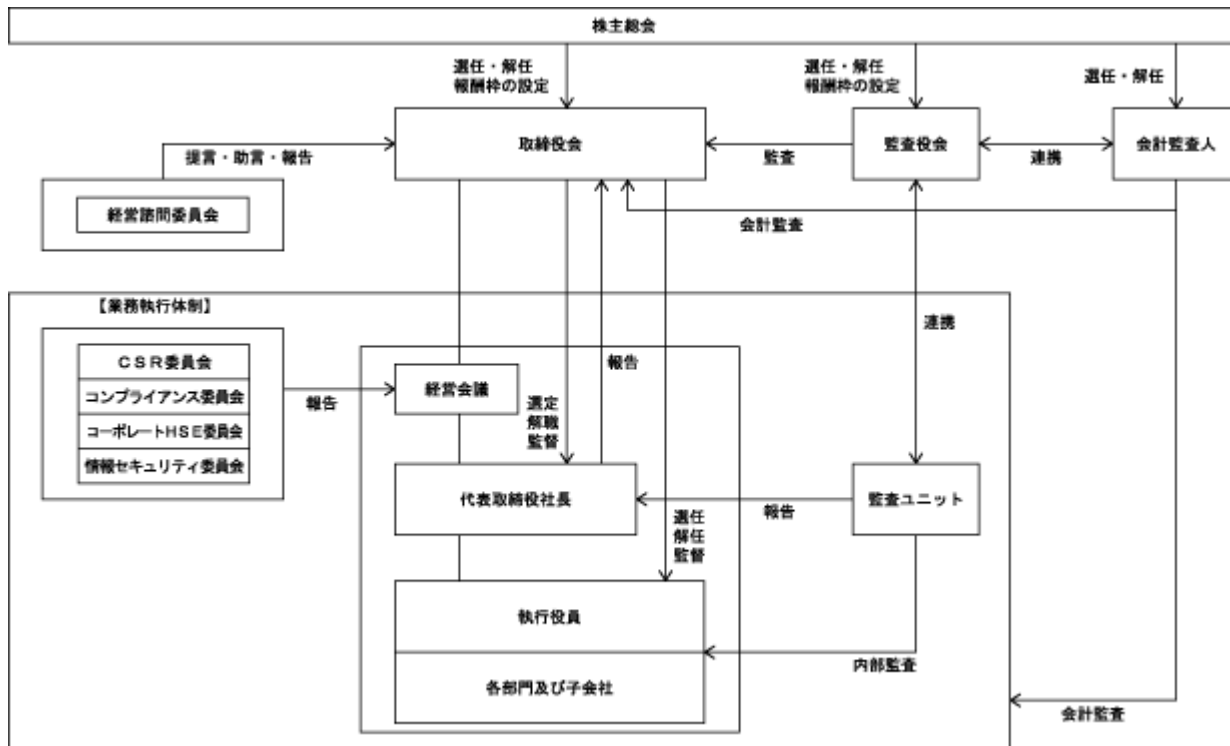 株主総会
選任・解任
報酬枠の設定
選任・解任
報酬枠の設定
選任・解任
取締役会
監査
監査役会
連携
会計監査人
提言・助言・報告
経営諮問委員会
会計監査
【業務執行体制】
連携
CSR委員会
コンプライアンス委員会
コーポレートHSE委員会
情報セキュリティ委員会
報告
経営会議
報告
選定
解職
監督
代表取締役社長
報告
監査ユニット
選任
解任
監督
執行役員
内部監査
各部門及び子会社
会計監査